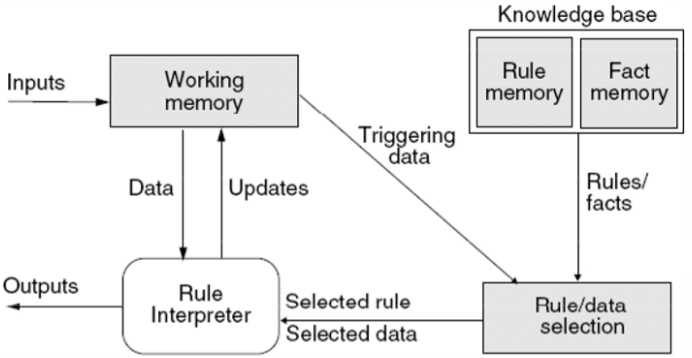 Knowledge base
Inputs
Working
memory
Rule
memory
Fact
memory
Triggering
data
Data
Updates
Rules/
facts
Outputs
Rule
Interpreter
Selected rule
Selected data
Rule/data
selection